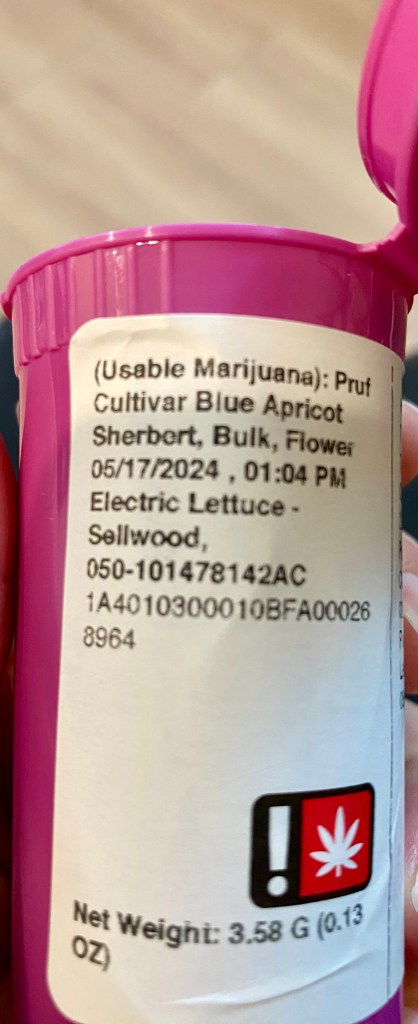 (Usable Marijuana): Pruf
Cultivar Blue Apricot
Sherbert, Bulk, Flower
05/17/2024 , 01:04 PM
Electric Lettuce -
Sellwood,
050-101478142AC
1A4010300010BFA00026
8964
!
Net Weight: 3.58 G (0.13
OZ)